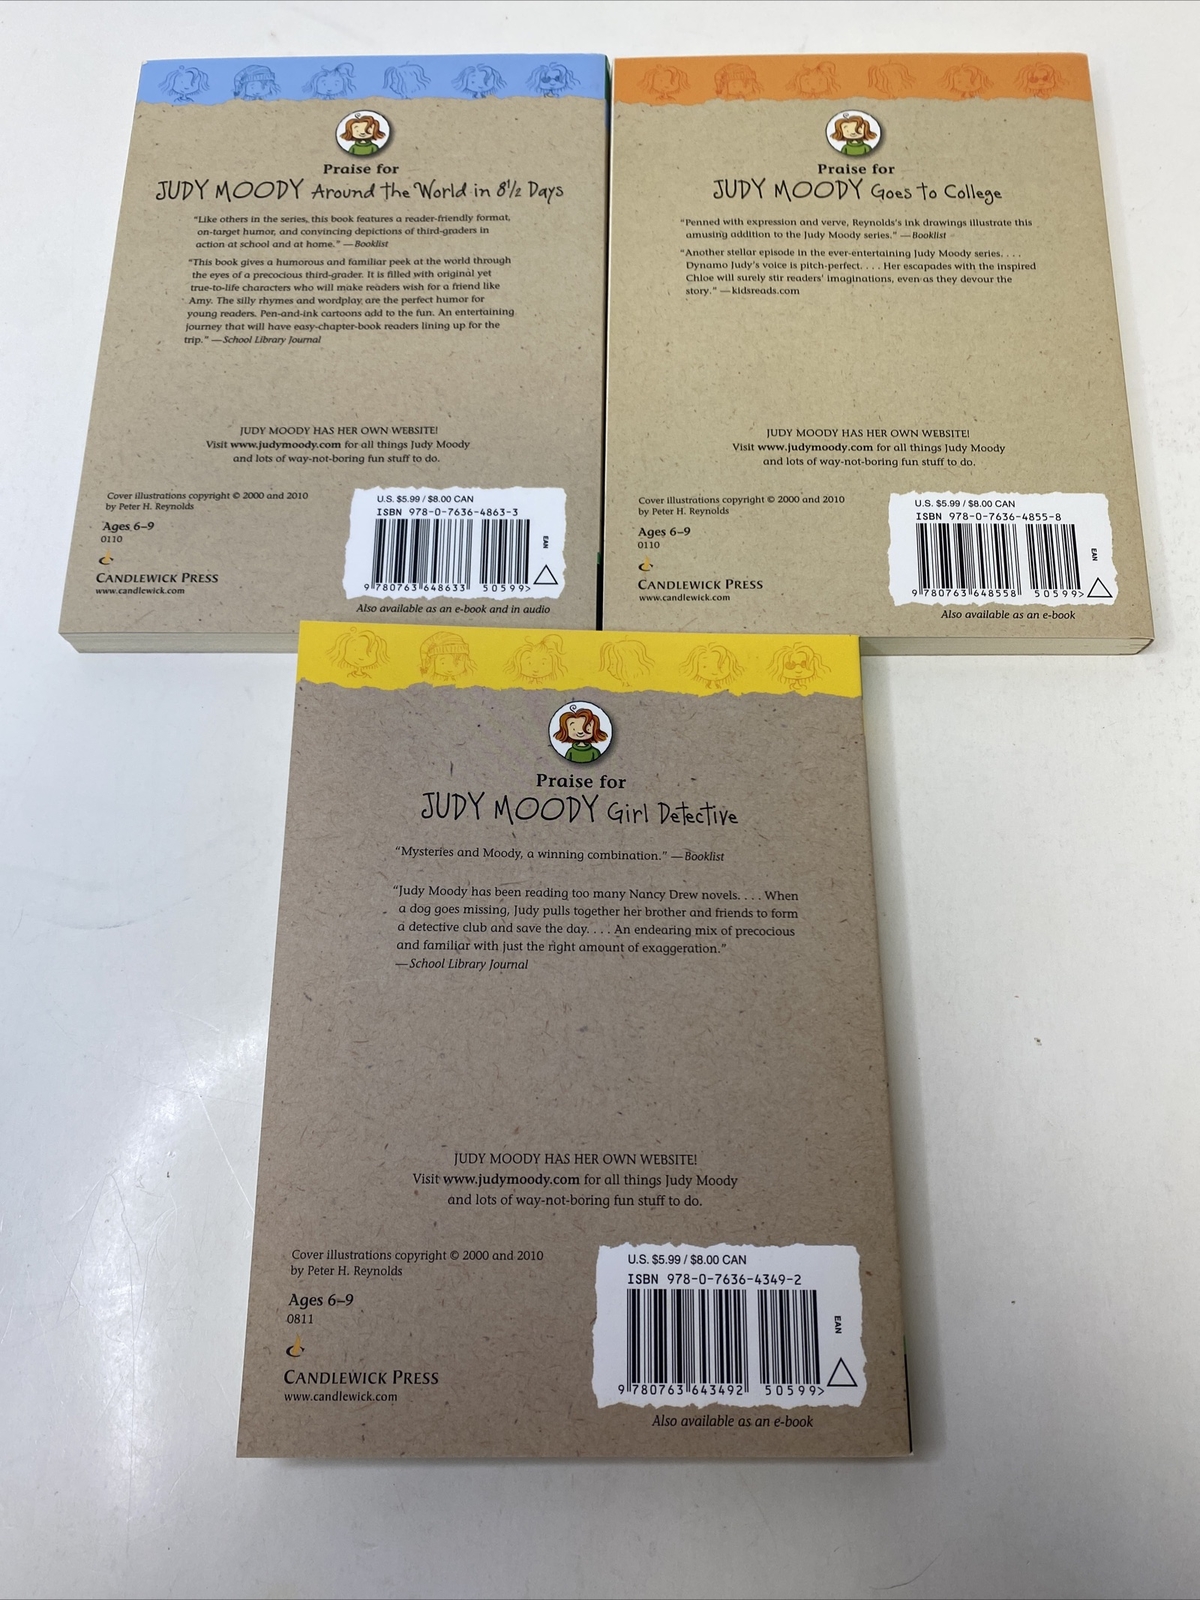 Praise for
JUDY MOODY Around the World in 8½ Days
"Like others in the series, this book features a reader-friendly format,
on-target humor, and convincing depictions of third-graders in
action at school and at home." —Booklist
"This book gives a humorous and familiar peek at the world through
the eyes of a precocious third-grader. It is filled with original yet
true-to-life characters who will make readers wish for a friend like
Amy. The silly rhymes and wordplay are the perfect humor for
young readers. Pen-and-ink cartoons add to the fun. An entertaining
journey that will have easy-chapter-book readers lining up for the
trip." —School Library Journal
JUDY MOODY HAS HER OWN WEBSITE!
Visit www.judymoody.com for all things Judy Moody
and lots of way-not-boring fun stuff to do.
Cover illustrations copyright © 2000 and 2010
by Peter H. Reynolds
Ages 6–9
0110
CANDLEWICK PRESS
www.candlewick.com
U.S. $5.99 / $8.00 CAN
ISBN 978-0-7636-4863-3
EAN
9 780763 648633 50599>
Also available as an e-book and in audio
Praise for
JUDY MOODY Goes to College
"Penned with expression and verve, Reynolds's ink drawings illustrate this
amusing addition to the Judy Moody series." —Booklist
"Another stellar episode in the ever-entertaining Judy Moody series. . . .
Dynamo Judy's voice is pitch-perfect. . . . Her escapades with the inspired
Chloe will surely stir readers' imaginations, even as they devour the
story." —kidsreads.com
JUDY MOODY HAS HER OWN WEBSITE!
Visit www.judymoody.com for all things Judy Moody
and lots of way-not-boring fun stuff to do.
Cover illustrations copyright © 2000 and 2010
by Peter H. Reynolds
Ages 6–9
0110
CANDLEWICK PRESS
www.candlewick.com
U.S. $5.99 / $8.00 CAN
ISBN 978-0-7636-4855-8
EAN
9 780763 648558 50599>
Also available as an e-book
Praise for
JUDY MOODY Girl Detective
"Mysteries and Moody, a winning combination." —Booklist
"Judy Moody has been reading too many Nancy Drew novels. . . . When
a dog goes missing, Judy pulls together her brother and friends to form
a detective club and save the day. . . . An endearing mix of precocious
and familiar with just the right amount of exaggeration."
—School Library Journal
JUDY MOODY HAS HER OWN WEBSITE!
Visit www.judymoody.com for all things Judy Moody
and lots of way-not-boring fun stuff to do.
Cover illustrations copyright © 2000 and 2010
by Peter H. Reynolds
Ages 6–9
0811
CANDLEWICK PRESS
www.candlewick.com
U.S. $5.99 / $8.00 CAN
ISBN 978-0-7636-4349-2
EAN
9 780763 643492 50599>
Also available as an e-book